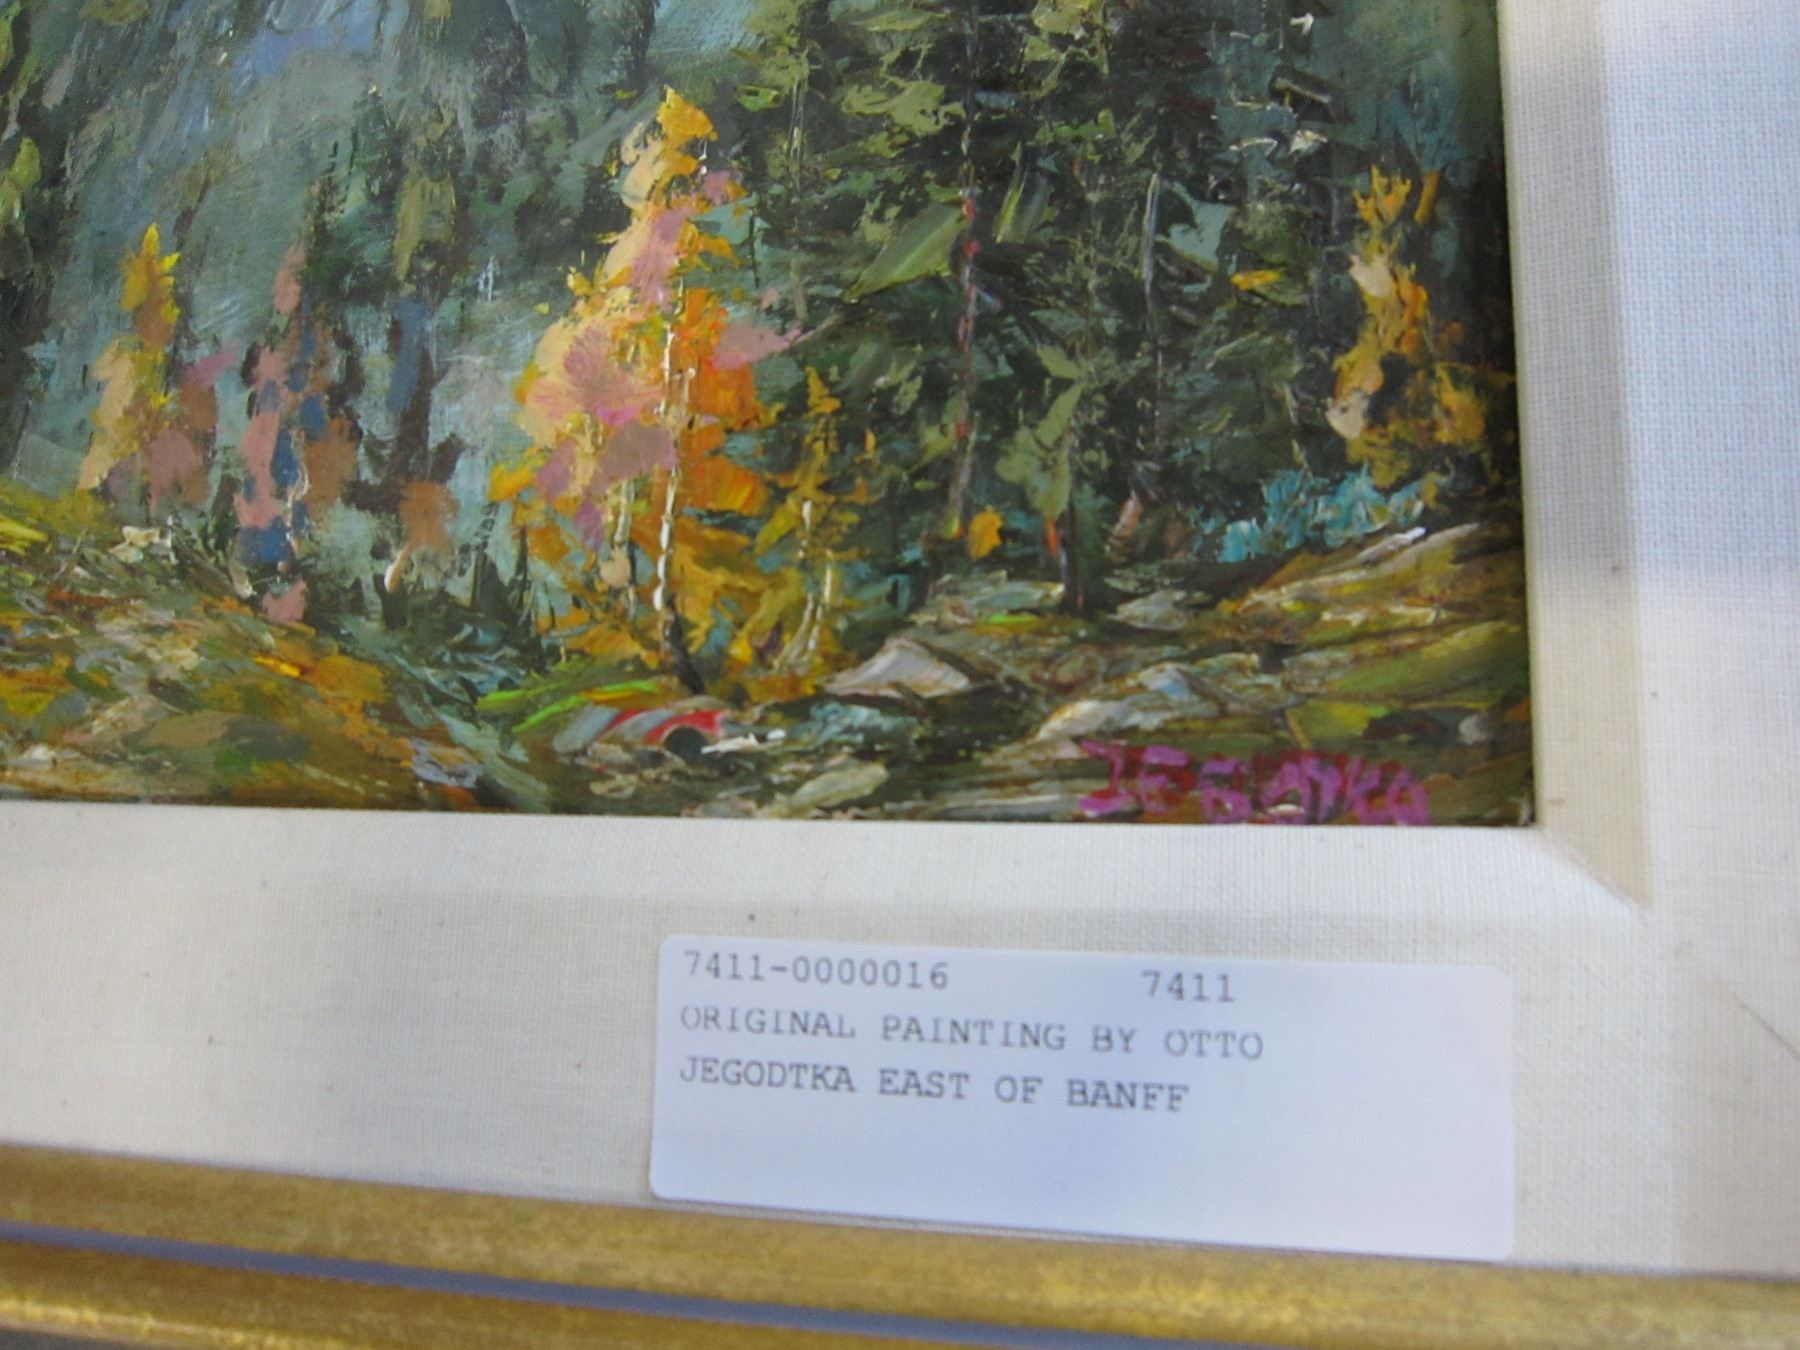 7411-0000016 7411
ORIGINAL PAINTING BY OTTO
JEGODTKA EAST OF BANFF